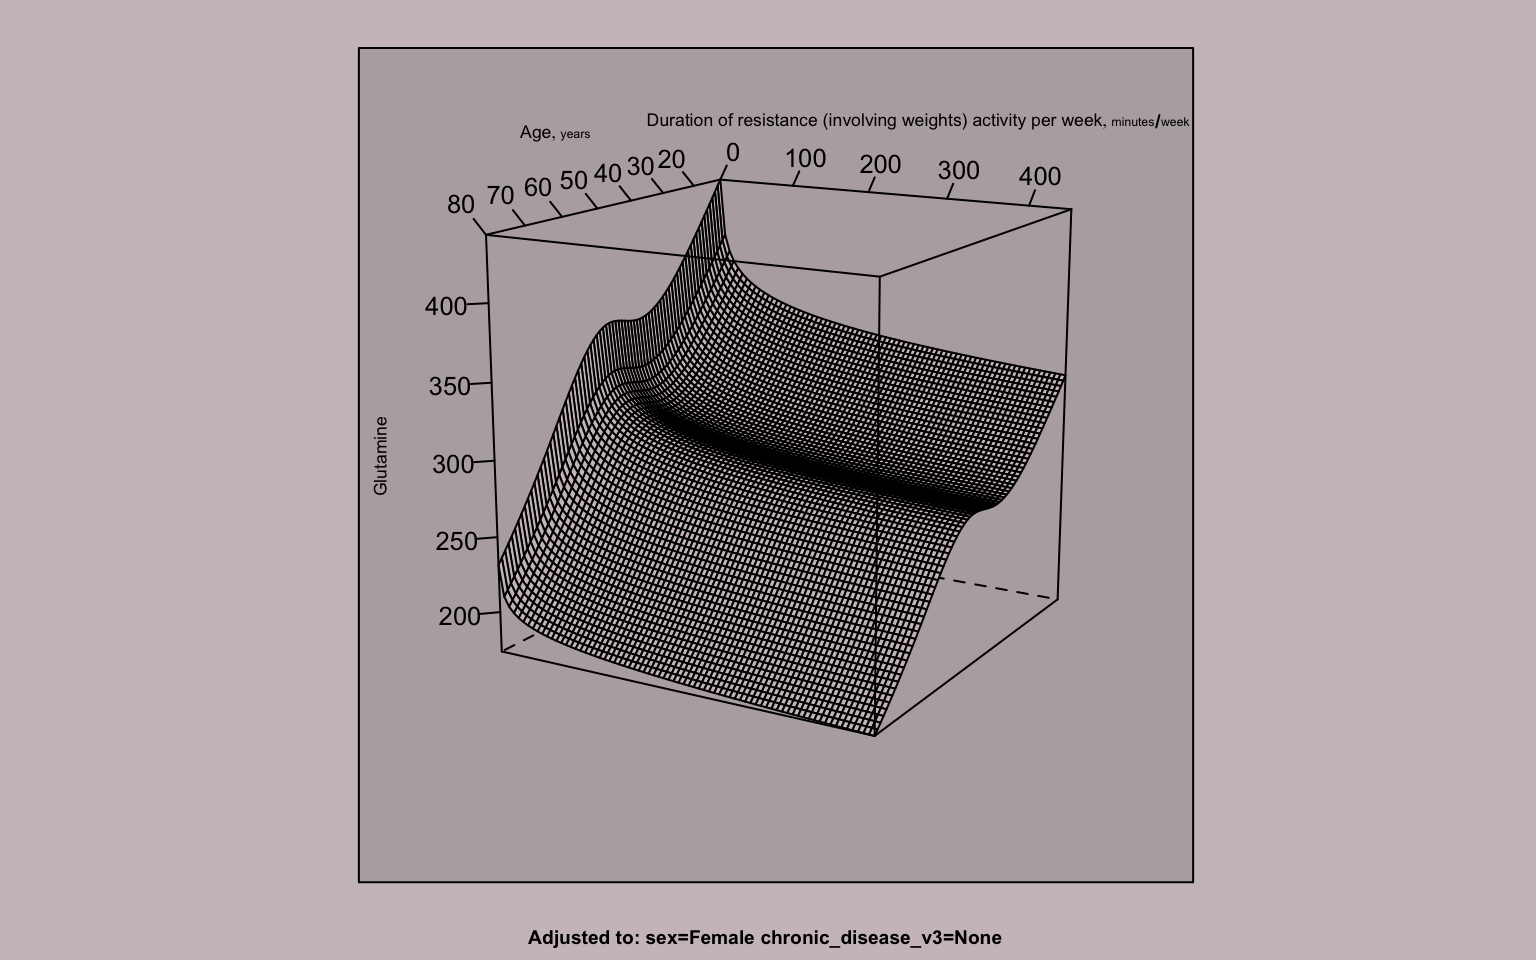 Duration of resistance (involving weights) activity per week, minutes/week
Age, years
0 100 200 300 400
80 70 60 50 40 30 20
400
350
300
250
200
Glutamine
Adjusted to: sex=Female chronic_disease_v3=None